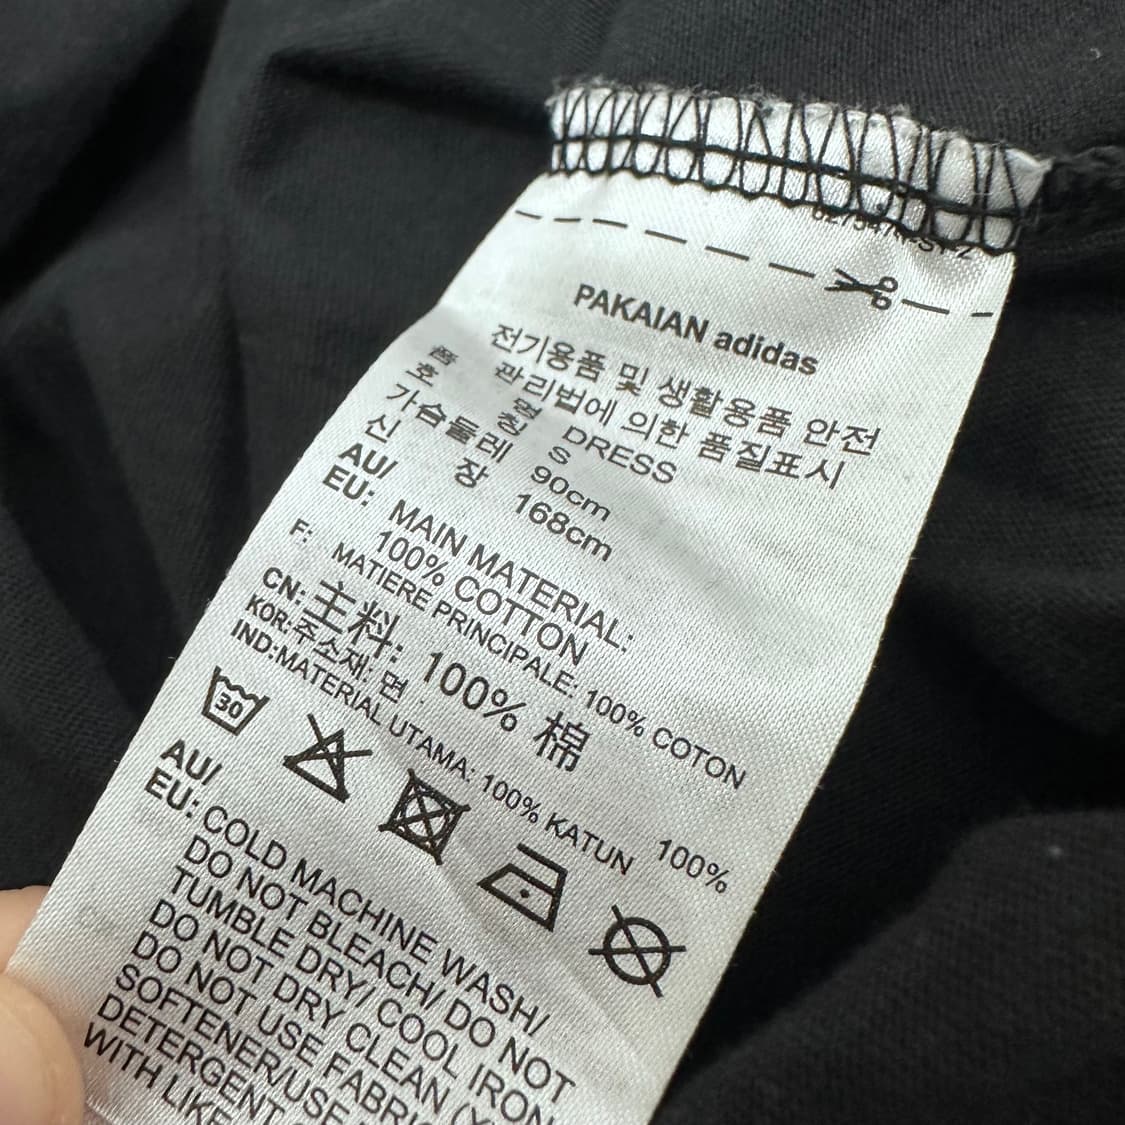 PAKAIAN adidas
전기용품 및 생활용품 안전
관리법에 의한 품질표시
품 명 DRESS
호 칭 S
가슴둘레 90cm
신 장 168cm
AU/
EU: MAIN MATERIAL:
100% COTTON
F: MATIERE PRINCIPALE: 100% COTON
CN: 主料: 100% 棉
KOR: 주소재: 면 100%
IND: MATERIAL UTAMA: 100% KATUN
30
AU/
EU: COLD MACHINE WASH/
DO NOT BLEACH/ DO NOT
TUMBLE DRY/ COOL IRON
DO NOT DRY CLEAN
DO NOT USE FABRIC
SOFTENER/USE
DETERGENT
WITH LIKE